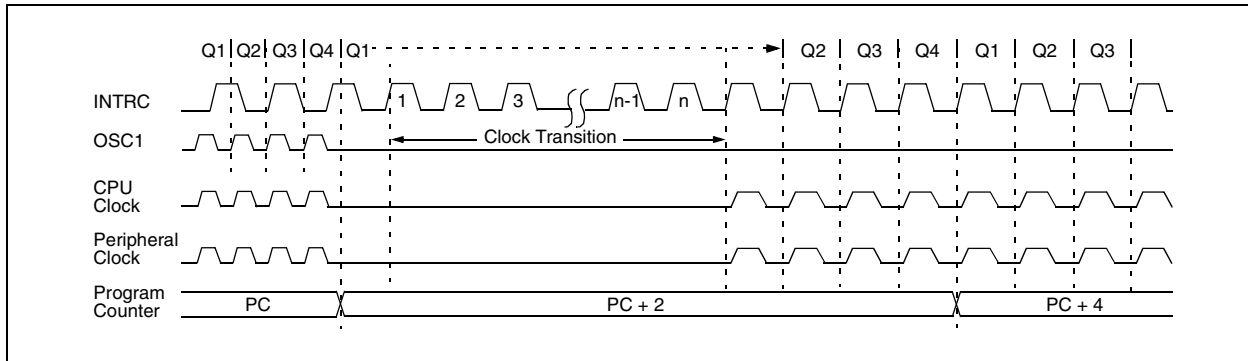 Q1 Q2 Q3 Q4 Q1 Q2 Q3 Q4 Q1 Q2 Q3
INTRC 1 2 3 n-1 n
OSC1 Clock Transition
CPU
Clock
Peripheral
Clock
Program
Counter PC PC + 2 PC + 4